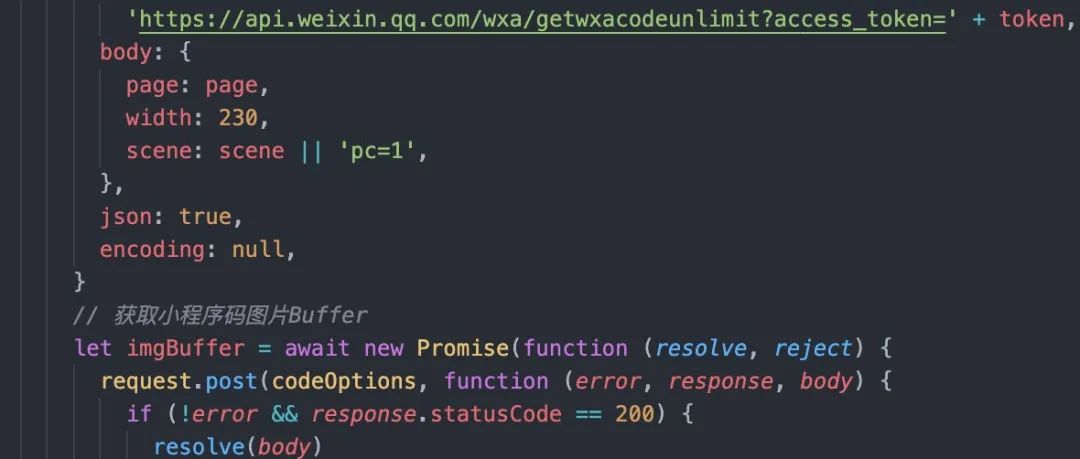 'https://api.weixin.qq.com/wxa/getwxacodeunlimit?access_token=' + token,
body: {
page: page,
width: 230,
scene: scene || 'pc=1',
},
json: true,
encoding: null,
}
// 获取小程序码图片Buffer
let imgBuffer = await new Promise(function (resolve, reject) {
request.post(codeOptions, function (error, response, body) {
if (!error && response.statusCode == 200) {
resolve(body)